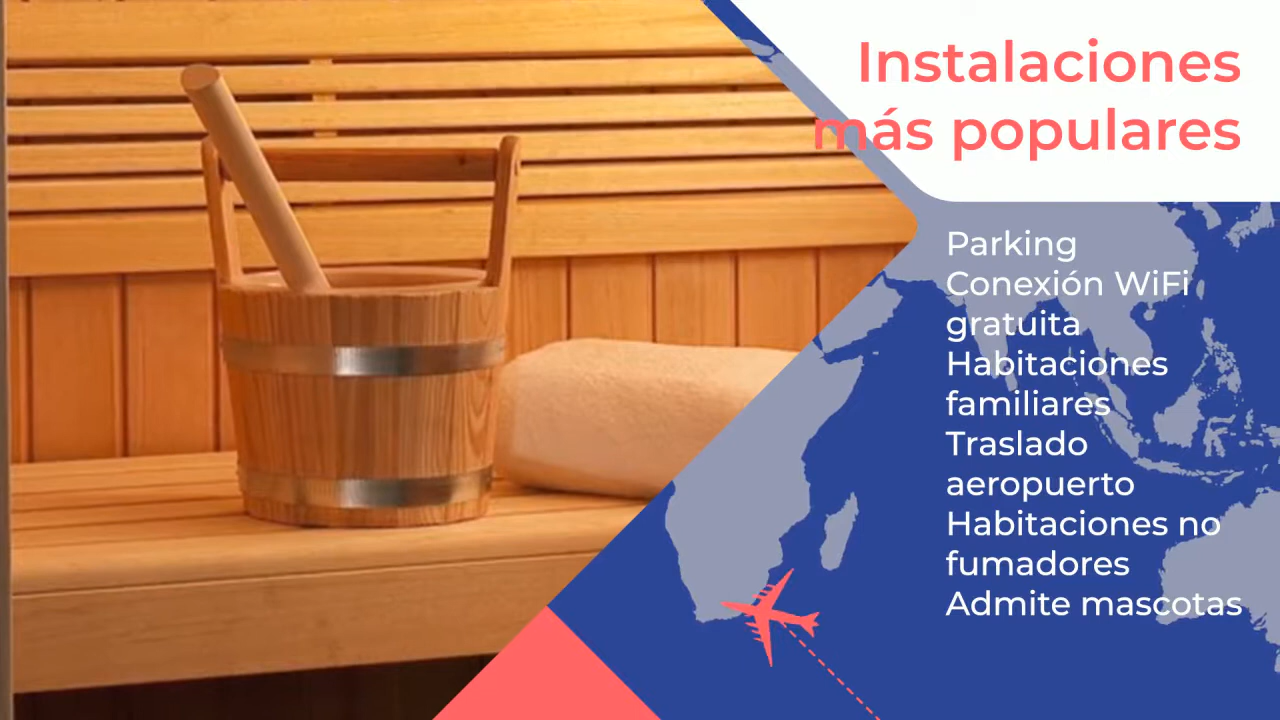 Instalaciones
más populares
Parking
Conexión WiFi
gratuita
Habitaciones
familiares
Traslado
aeropuerto
Habitaciones no
fumadores
Admite mascotas